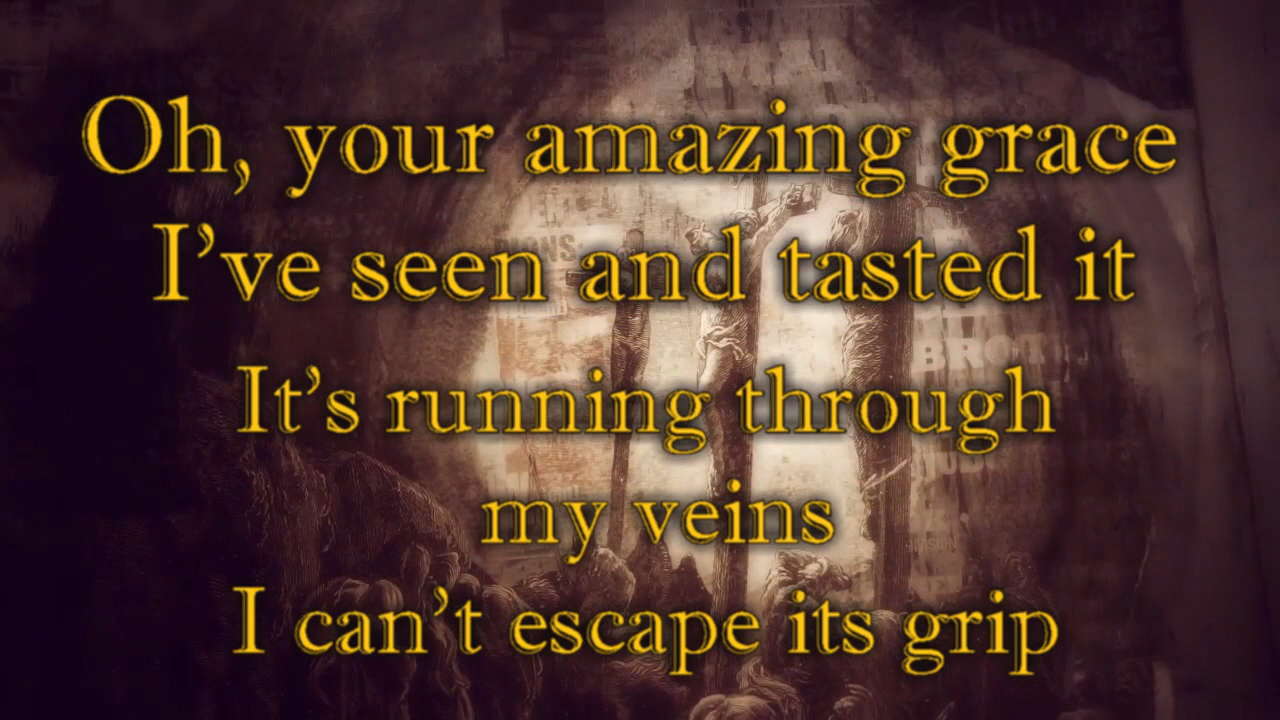 Oh, your amazing grace
I've seen and tasted it
It's running through
my veins
I can't escape its grip